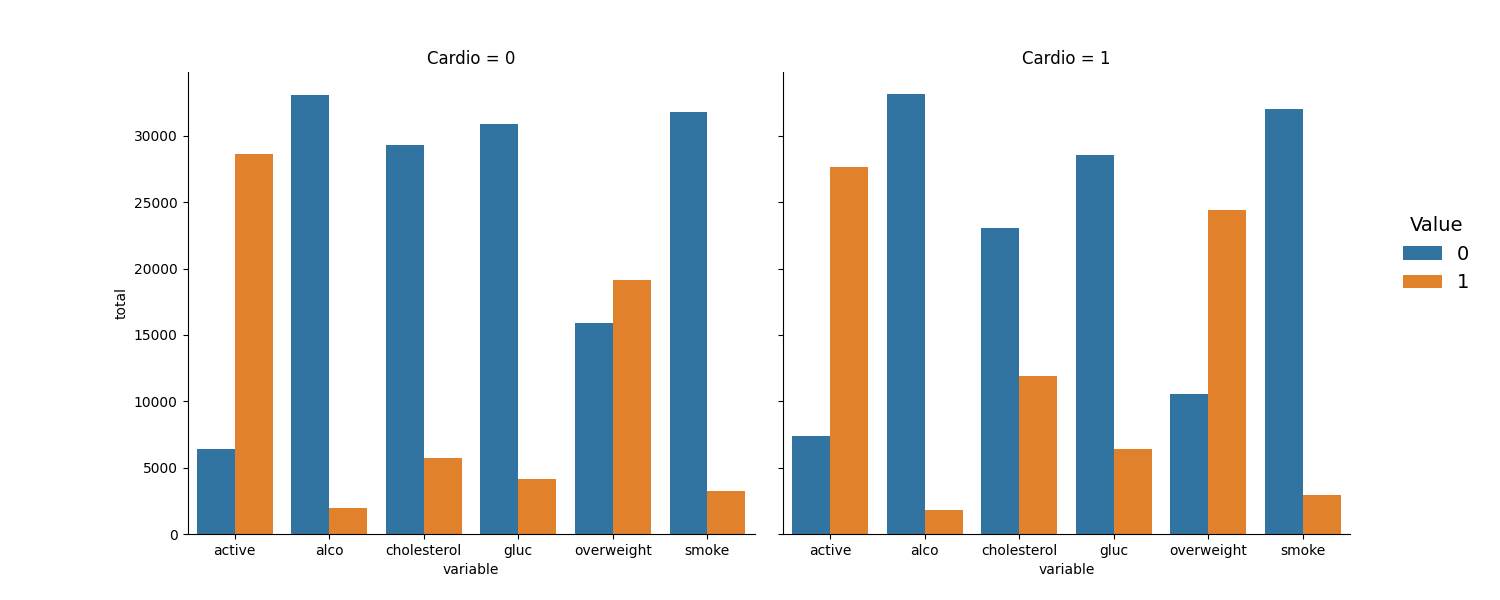 Cardio = 0
Cardio = 1
total
30000
25000
20000
15000
10000
5000
0
active alco cholesterol gluc overweight smoke
variable
active alco cholesterol gluc overweight smoke
variable
Value
0
1